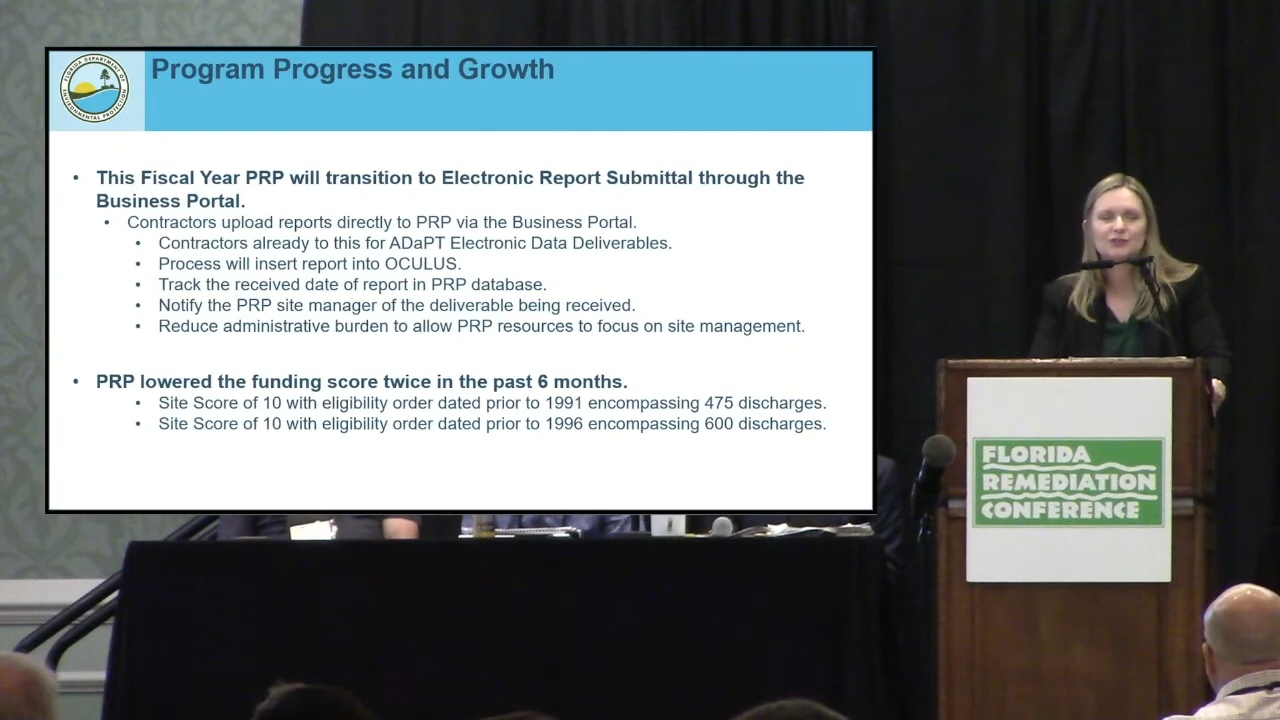 FLORIDA DEPARTMENT OF
ENVIRONMENTAL PROTECTION
Program Progress and Growth
• This Fiscal Year PRP will transition to Electronic Report Submittal through the
Business Portal.
• Contractors upload reports directly to PRP via the Business Portal.
• Contractors already to this for ADaPT Electronic Data Deliverables.
• Process will insert report into OCULUS.
• Track the received date of report in PRP database.
• Notify the PRP site manager of the deliverable being received.
• Reduce administrative burden to allow PRP resources to focus on site management.
• PRP lowered the funding score twice in the past 6 months.
• Site Score of 10 with eligibility order dated prior to 1991 encompassing 475 discharges.
• Site Score of 10 with eligibility order dated prior to 1996 encompassing 600 discharges.
FLORIDA
REMEDIATION
CONFERENCE